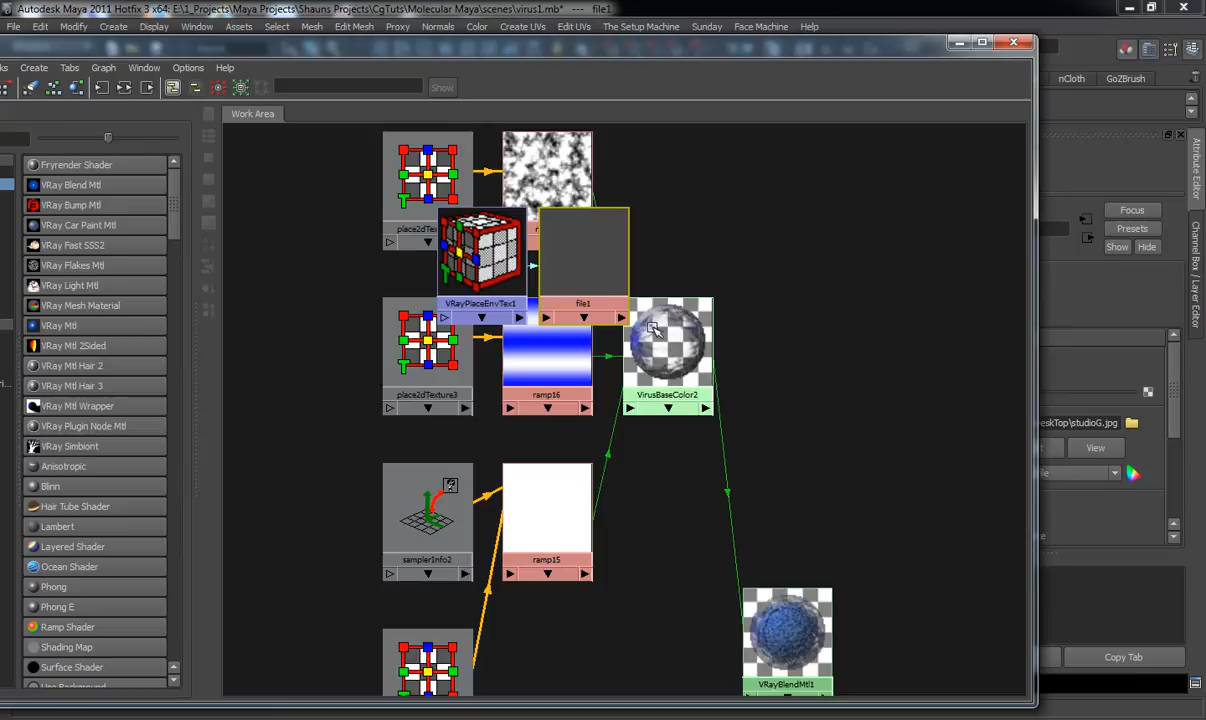 Autodesk Maya 2011 Hotfix 3 x64: E:\1_Projects\Maya Projects\Shauns Projects\CgTuts\Molecular Maya\scenes\virus1.mb* --- file1
File Edit Modify Create Display Window Assets Select Mesh Edit Mesh Proxy Normals Color Create UVs Edit UVs The Setup Machine Sunday Face Machine Help
ks Create Tabs Graph Window Options Help
nCloth GoZBrush
Show
Work Area
Fryrender Shader
VRay Blend Mtl
VRay Bump Mtl
VRay Car Paint Mtl
VRay Fast SSS2
VRay Flakes Mtl
VRay Light Mtl
VRay Mesh Material
VRay Mtl
VRay Mtl 2Sided
VRay Mtl Hair 2
VRay Mtl Hair 3
VRay Mtl Wrapper
VRay Plugin Node Mtl
VRay Simbiont
Anisotropic
Blinn
Hair Tube Shader
Lambert
Layered Shader
Ocean Shader
Phong
Phong E
Ramp Shader
Shading Map
Surface Shader
Use Background
place2dTex
VRayPlaceEnvTex1
file1
place2dTexture3
ramp16
VirusBaseColor2
samplerInfo2
ramp15
VRayBlendMtl1
Focus
Presets
Show Hide
eskTop\studioG.jpg
View
Copy Tab
Attribute Editor
Channel Box / Layer Editor